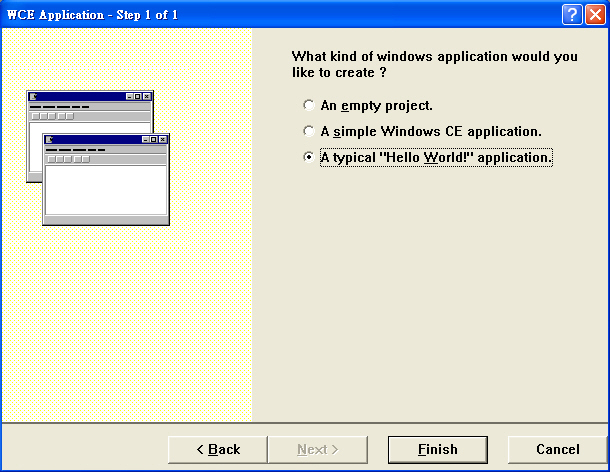 WCE Application - Step 1 of 1
What kind of windows application would you
like to create ?
An empty project.
A simple Windows CE application.
A typical "Hello World!" application.
< Back
Next >
Finish
Cancel